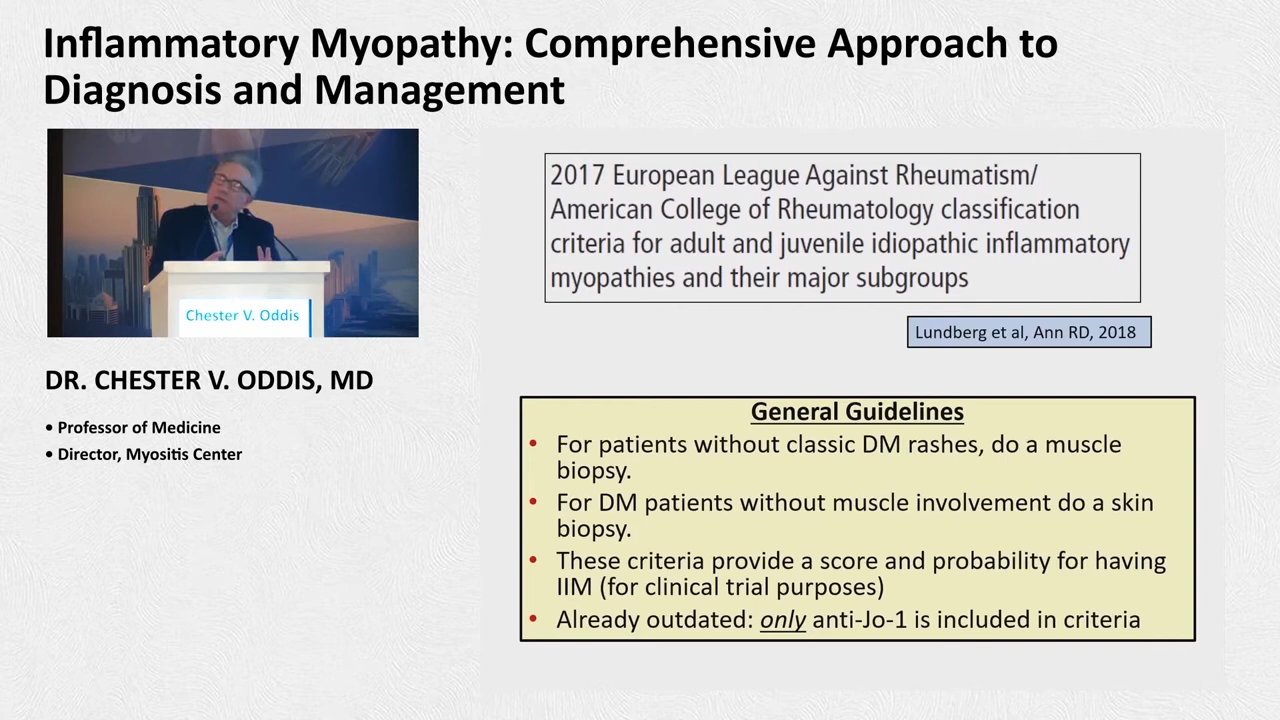 Inflammatory Myopathy: Comprehensive Approach to
Diagnosis and Management
Chester V. Oddis
DR. CHESTER V. ODDIS, MD
• Professor of Medicine
• Director, Myositis Center
2017 European League Against Rheumatism/
American College of Rheumatology classification
criteria for adult and juvenile idiopathic inflammatory
myopathies and their major subgroups
Lundberg et al, Ann RD, 2018
General Guidelines
• For patients without classic DM rashes, do a muscle
biopsy.
• For DM patients without muscle involvement do a skin
biopsy.
• These criteria provide a score and probability for having
IIM (for clinical trial purposes)
• Already outdated: only anti-Jo-1 is included in criteria